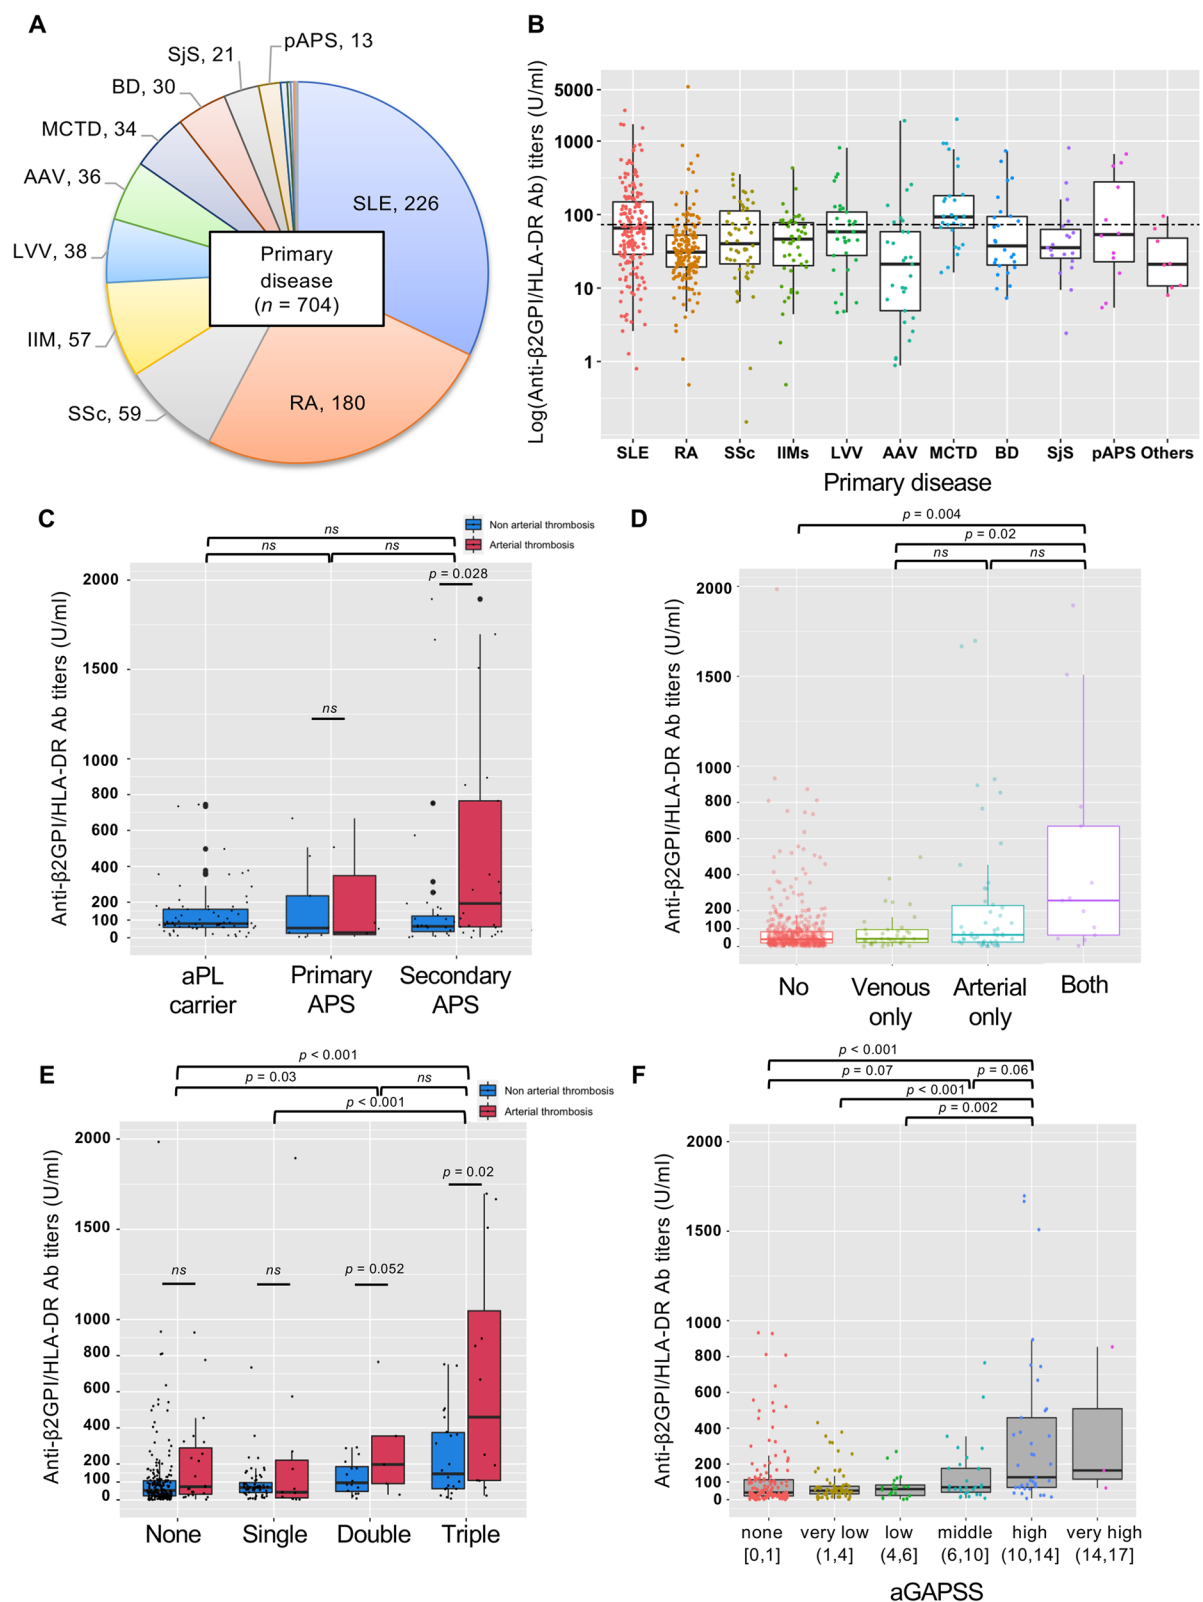 A
pAPS, 13
SjS, 21
BD, 30
MCTD, 34
AAV, 36
LVV, 38
IIM, 57
SSc, 59
SLE, 226
RA, 180
Primary
disease
(n = 704)
B
Log(Anti-β2GPI/HLA-DR Ab) titers (U/ml)
5000
1000
100
10
1
SLE RA SSc IIMs LVV AAV MCTD BD SjS pAPS Others
Primary disease
C
Non arterial thrombosis
Arterial thrombosis
ns
ns ns
p = 0.028
ns
Anti-β2GPI/HLA-DR Ab titers (U/ml)
2000
1500
1000
800
600
400
200
100
0
aPL
carrier
Primary
APS
Secondary
APS
D
p = 0.004
p = 0.02
ns ns
Anti-β2GPI/HLA-DR Ab titers (U/ml)
2000
1500
1000
800
600
400
200
100
0
No
Venous
only
Arterial
only
Both
E
p < 0.001
p = 0.03 ns
p < 0.001
Non arterial thrombosis
Arterial thrombosis
p = 0.02
ns ns p = 0.052
Anti-β2GPI/HLA-DR Ab titers (U/ml)
2000
1500
1000
800
600
400
200
100
0
None Single Double Triple
F
p < 0.001
p = 0.07 p = 0.06
p < 0.001
p = 0.002
Anti-β2GPI/HLA-DR Ab titers (U/ml)
2000
1500
1000
800
600
400
200
100
0
none very low low middle high very high
[0,1] (1,4] (4,6] (6,10] (10,14] (14,17]
aGAPSS